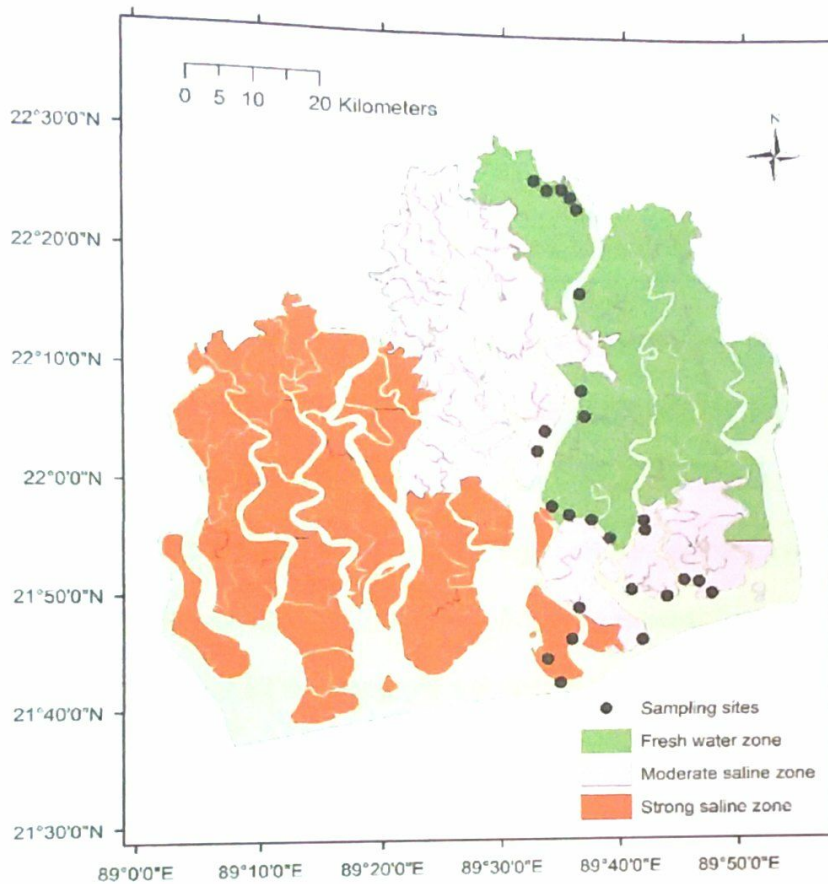 N
0 5 10 20 Kilometers
22°30'0"N
22°20'0"N
22°10'0"N
22°0'0"N
21°50'0"N
21°40'0"N
21°30'0"N
Sampling sites
Fresh water zone
Moderate saline zone
Strong saline zone
89°0'0"E 89°10'0"E 89°20'0"E 89°30'0"E 89°40'0"E 89°50'0"E